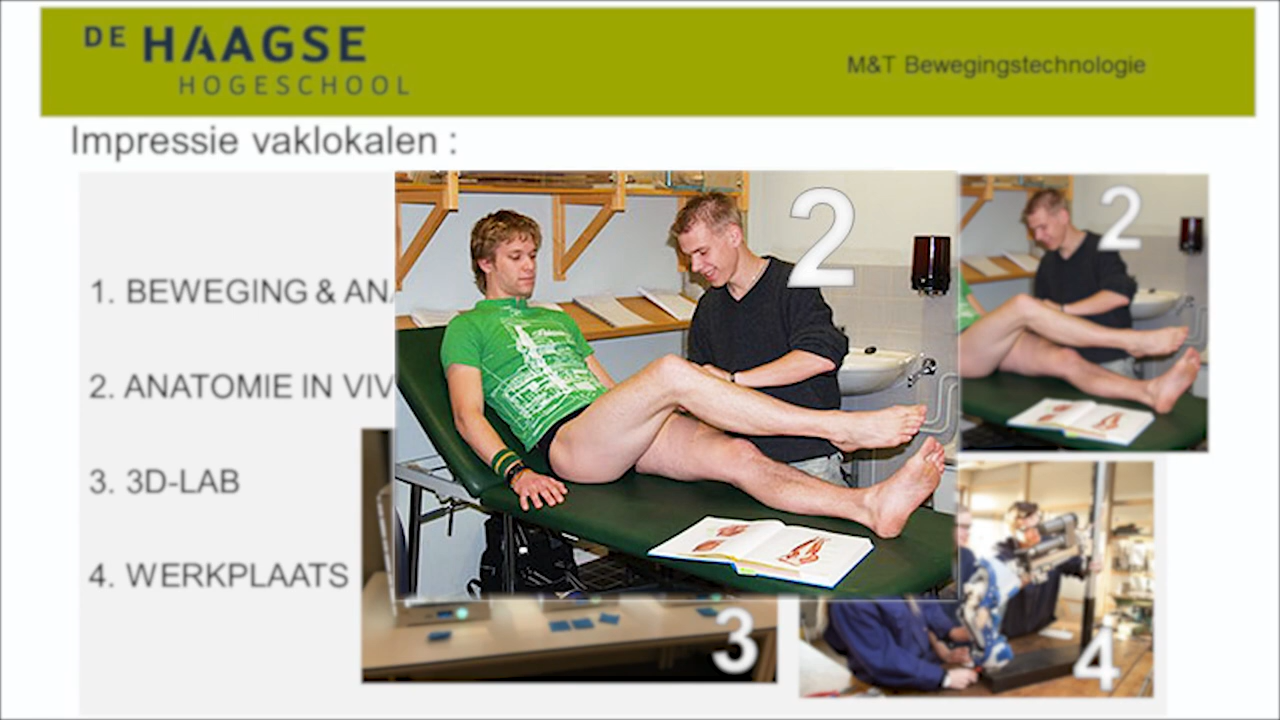 DE HAAGSE
HOGESCHOOL
M&T Bewegingstechnologie
Impressie vaklokalen :
1. BEWEGING & ANA
2. ANATOMIE IN VIV
3. 3D-LAB
4. WERKPLAATS
2
2
3
4